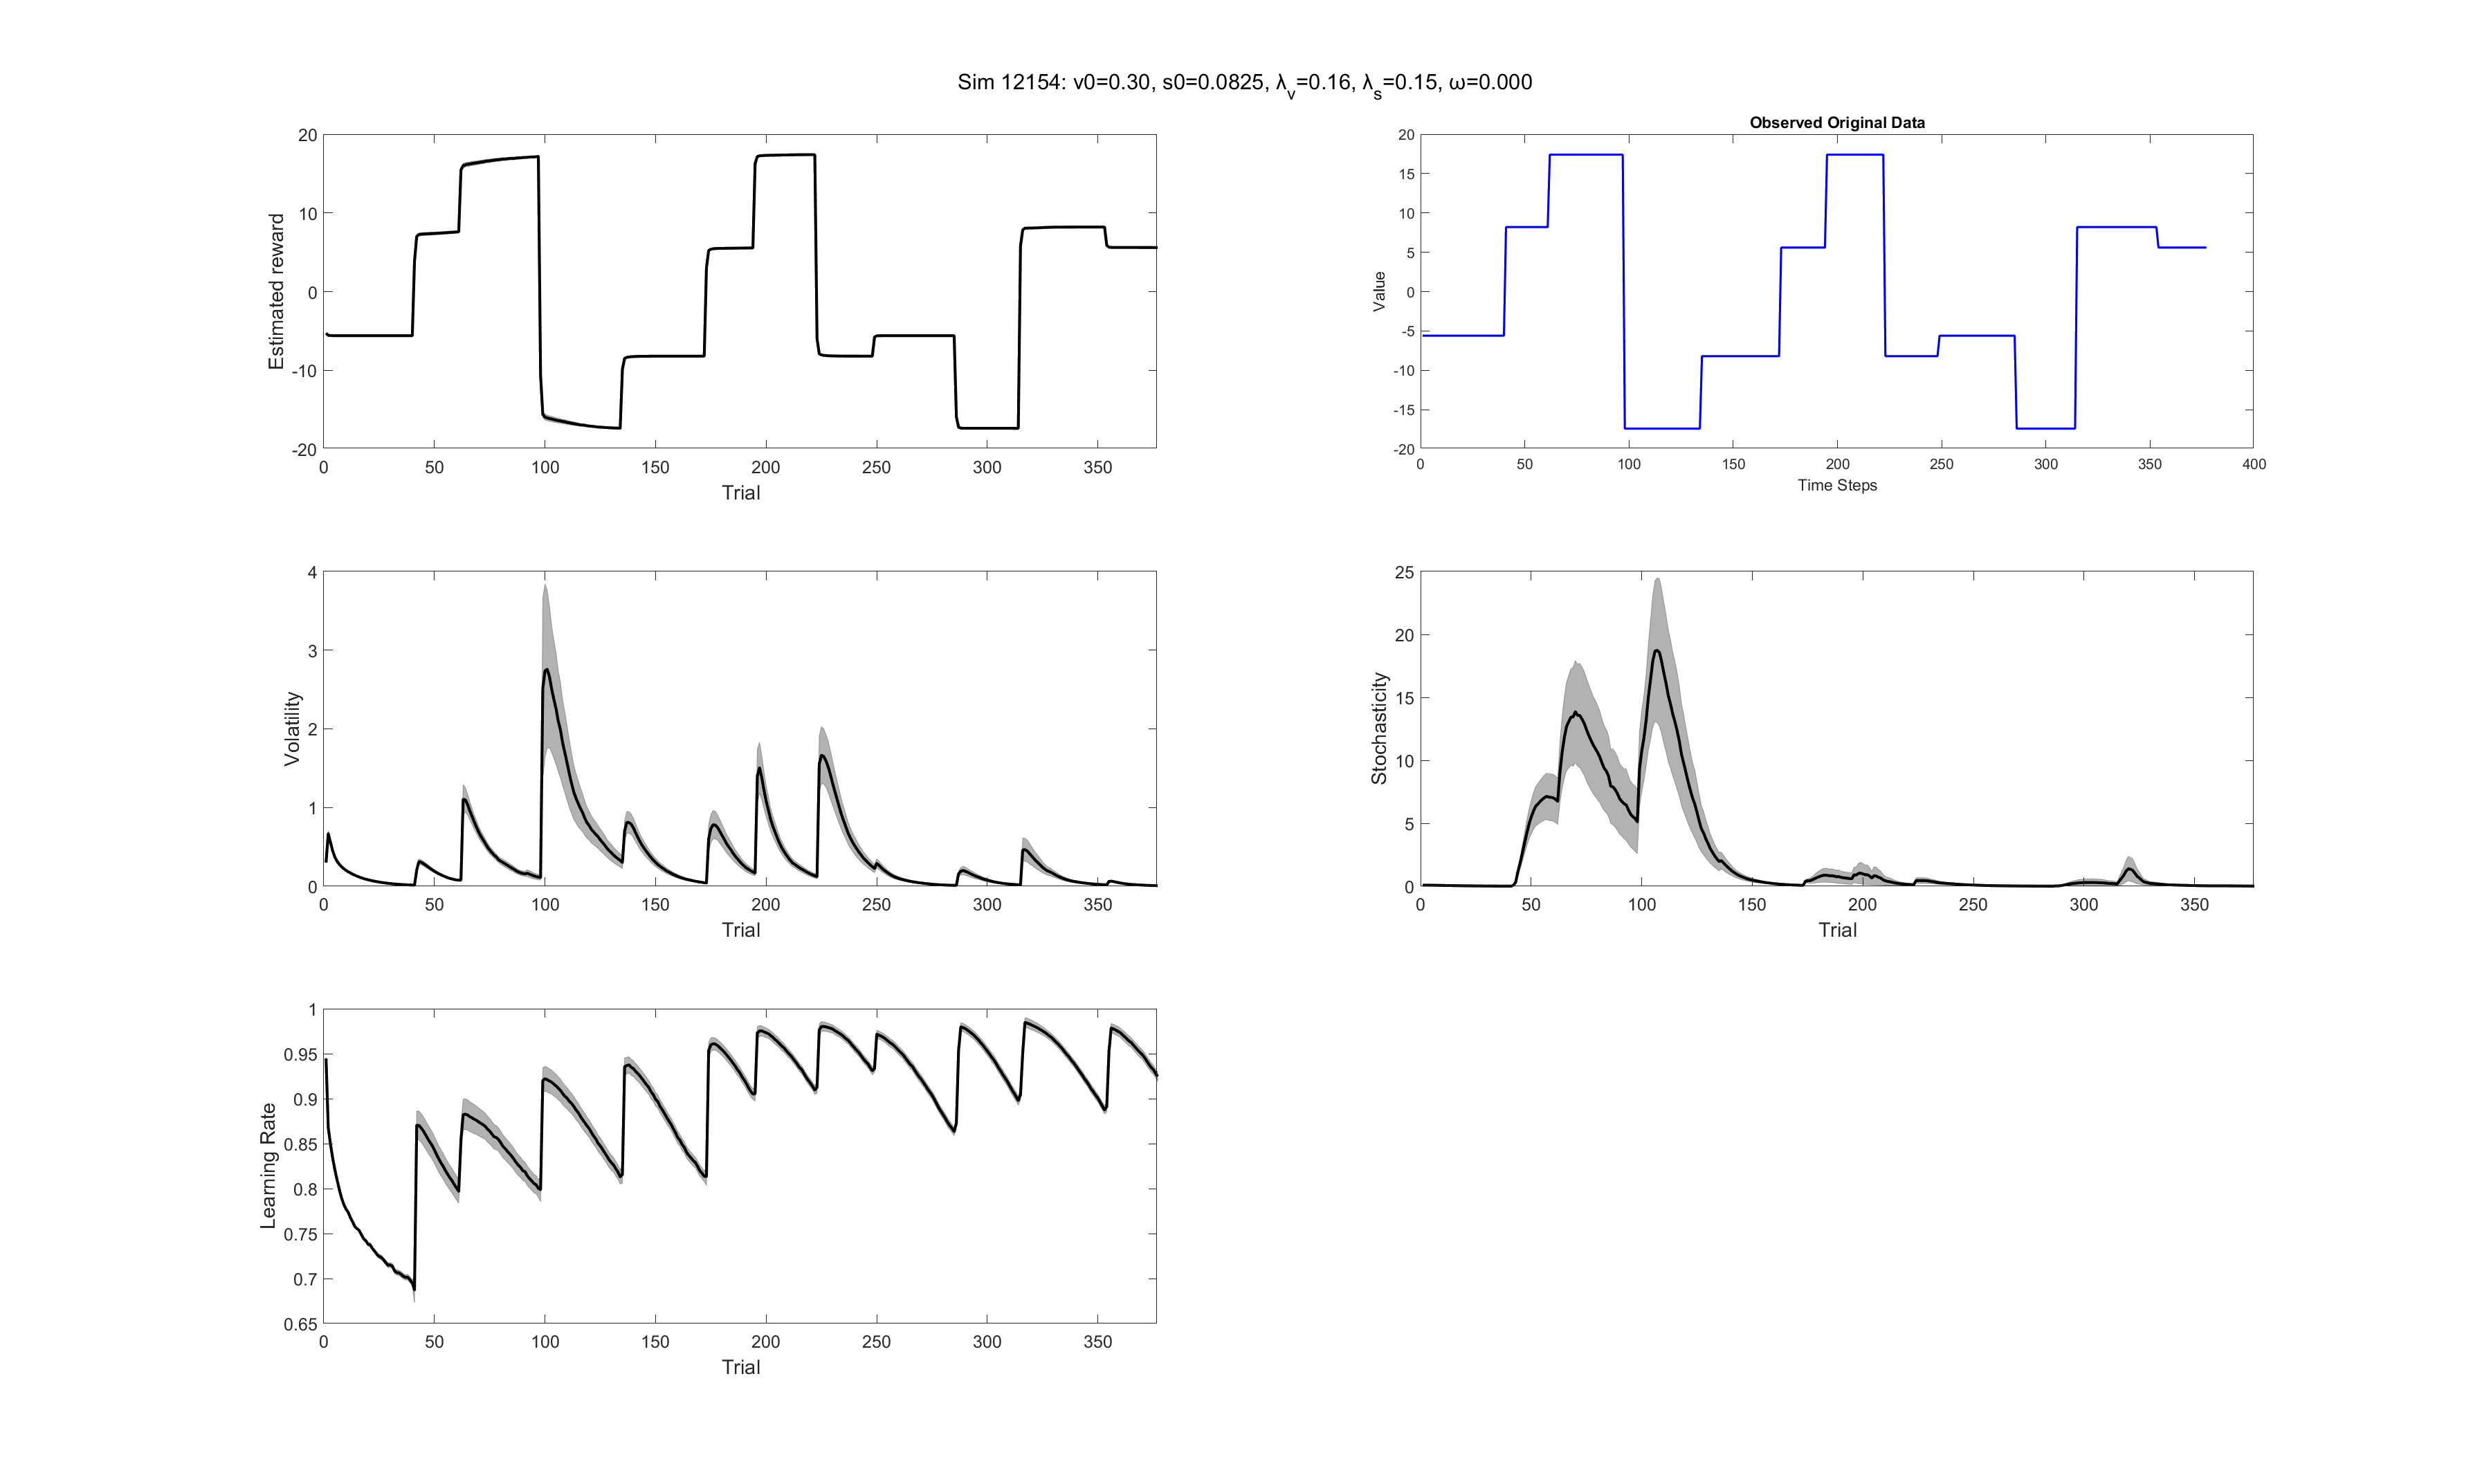 Sim 12154: v0=0.30, s0=0.0825, λv=0.16, λs=0.15, ω=0.000
Estimated reward
20
10
0
-10
-20
0 50 100 150 200 250 300 350
Trial
Observed Original Data
Value
20
15
10
5
0
-5
-10
-15
-20
0 50 100 150 200 250 300 350 400
Time Steps
Volatility
4
3
2
1
0
0 50 100 150 200 250 300 350
Trial
Stochasticity
25
20
15
10
5
0
0 50 100 150 200 250 300 350
Trial
Learning Rate
1
0.95
0.9
0.85
0.8
0.75
0.7
0.65
0 50 100 150 200 250 300 350
Trial